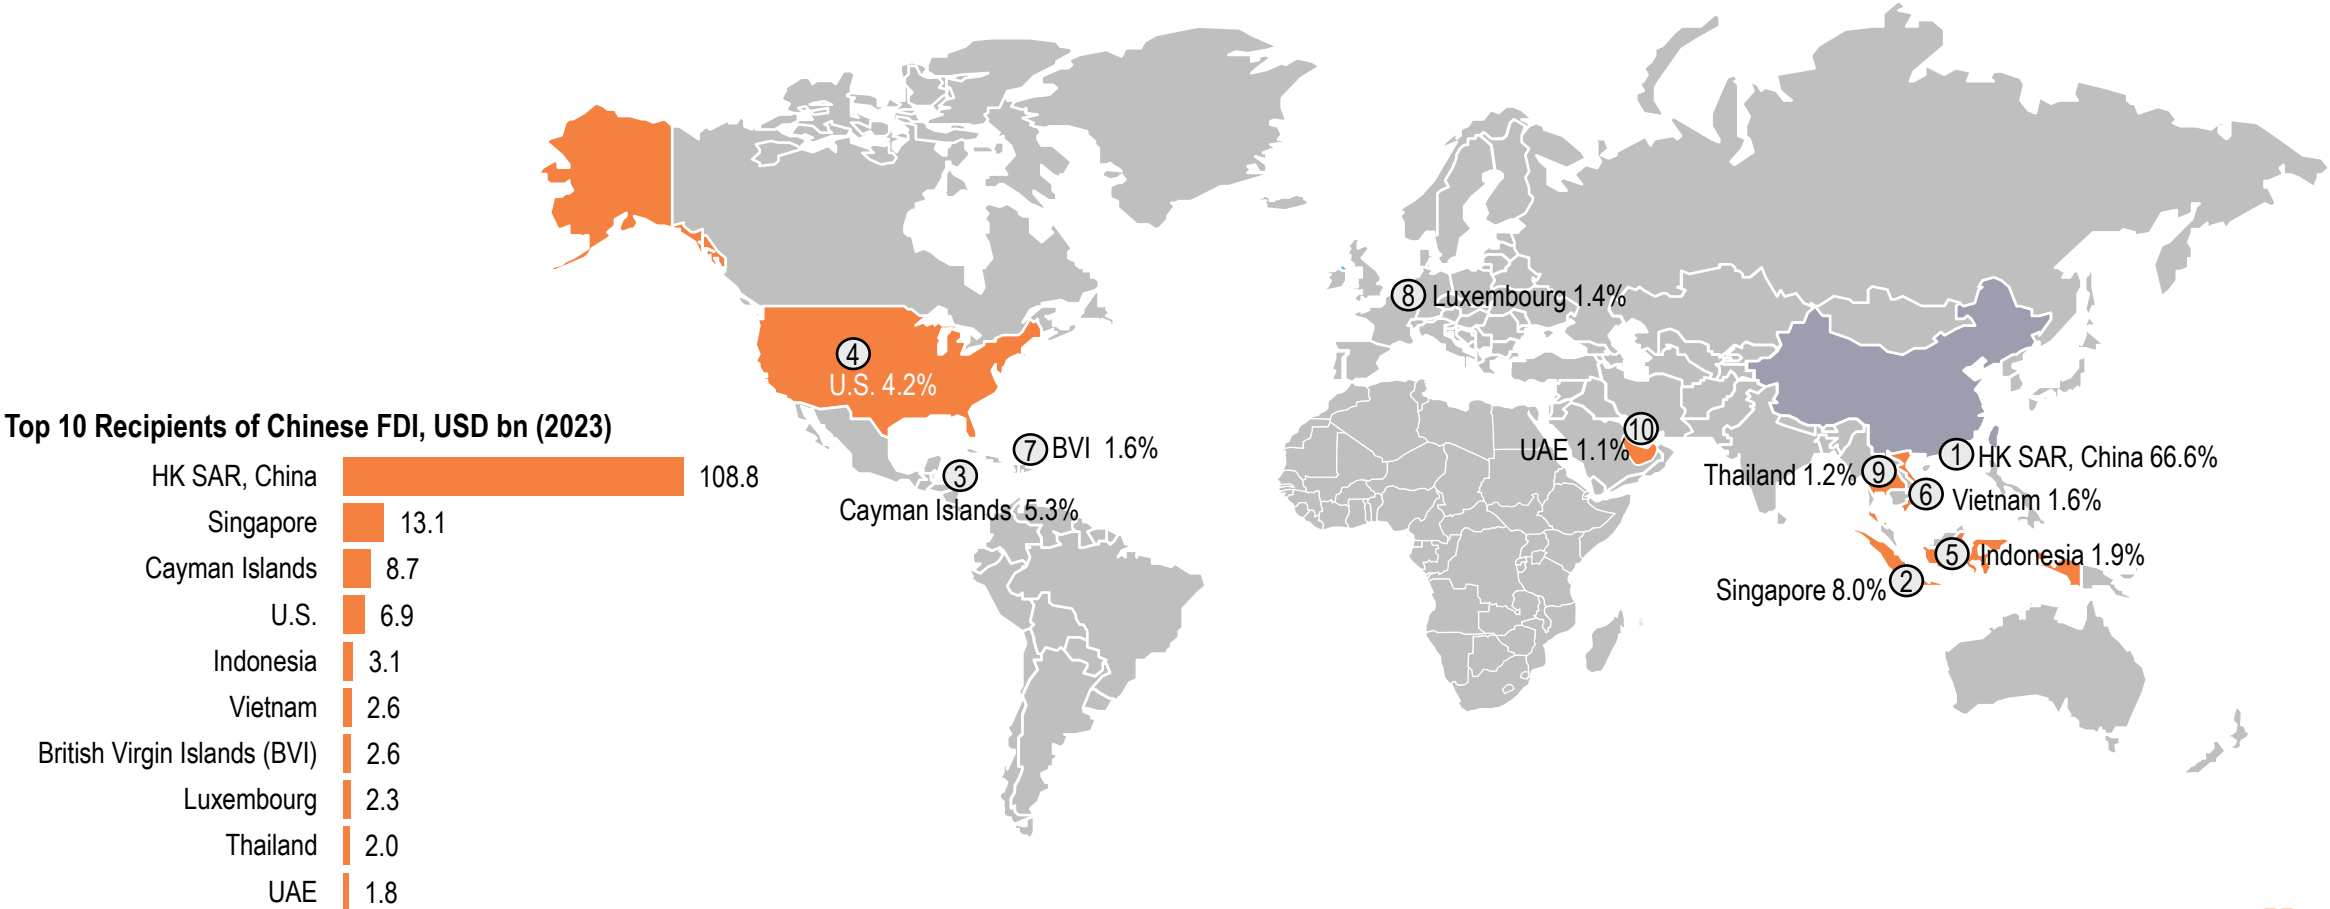 Top 10 Recipients of Chinese FDI, USD bn (2023)
HK SAR, China 108.8
Singapore 13.1
Cayman Islands 8.7
U.S. 6.9
Indonesia 3.1
Vietnam 2.6
British Virgin Islands (BVI) 2.6
Luxembourg 2.3
Thailand 2.0
UAE 1.8
8 Luxembourg 1.4%
4
U.S. 4.2%
10
UAE 1.1%
7 BVI 1.6%
3
Cayman Islands 5.3%
1 HK SAR, China 66.6%
Thailand 1.2% 9
6 Vietnam 1.6%
5 Indonesia 1.9%
Singapore 8.0% 2